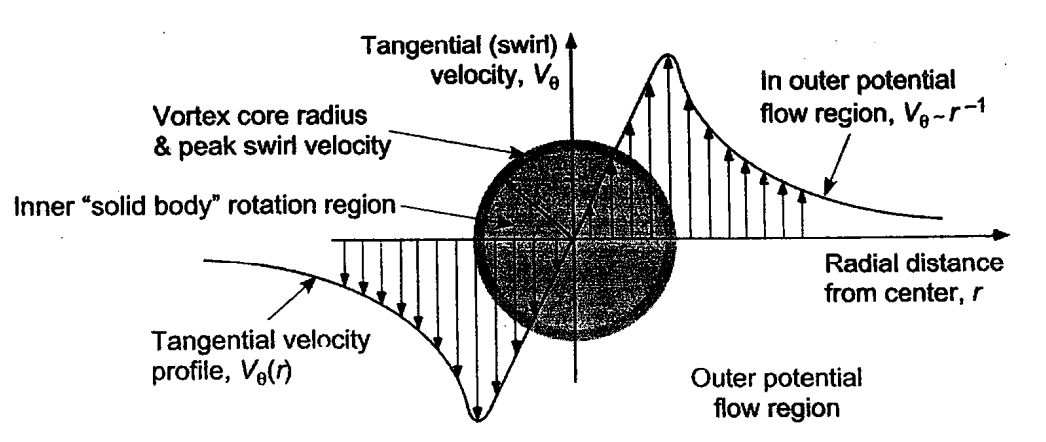 Tangential (swirl)
velocity, Vθ
In outer potential
flow region, Vθ~r⁻¹
Vortex core radius
& peak swirl velocity
Inner “solid body” rotation region
Radial distance
from center, r
Tangential velocity
profile, Vθ(r)
Outer potential
flow region